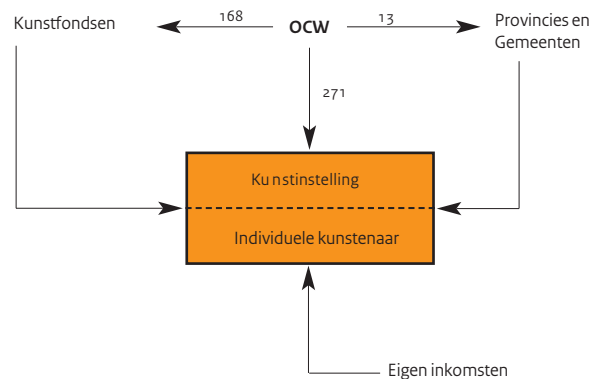 Kunstfondsen
168
OCW
13
Provincies en
Gemeenten
271
Kunstinstelling
Individuele kunstenaar
Eigen inkomsten